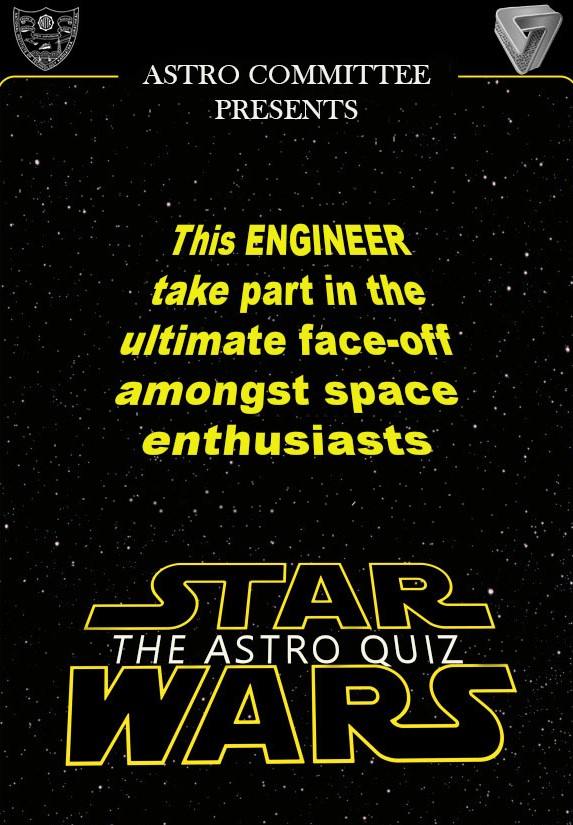 ASTRO COMMITTEE
PRESENTS
This ENGINEER
take part in the
ultimate face-off
amongst space
enthusiasts
STAR
THE ASTRO QUIZ
WARS